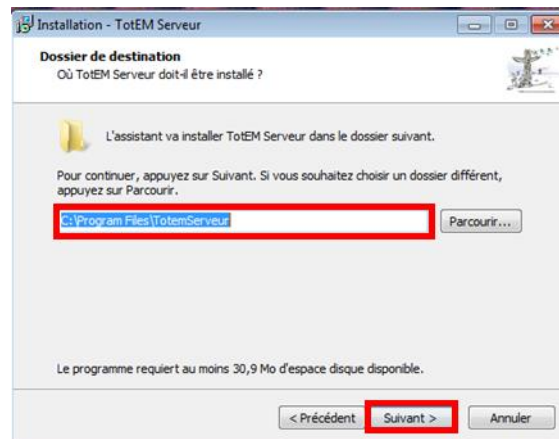 Installation - TotEM Serveur
Dossier de destination
Où TotEM Serveur doit-il être installé ?
L'assistant va installer TotEM Serveur dans le dossier suivant.
Pour continuer, appuyez sur Suivant. Si vous souhaitez choisir un dossier différent,
appuyez sur Parcourir.
C:\Program Files\TotemServeur
Parcourir...
Le programme requiert au moins 30,9 Mo d'espace disque disponible.
< Précédent
Suivant >
Annuler